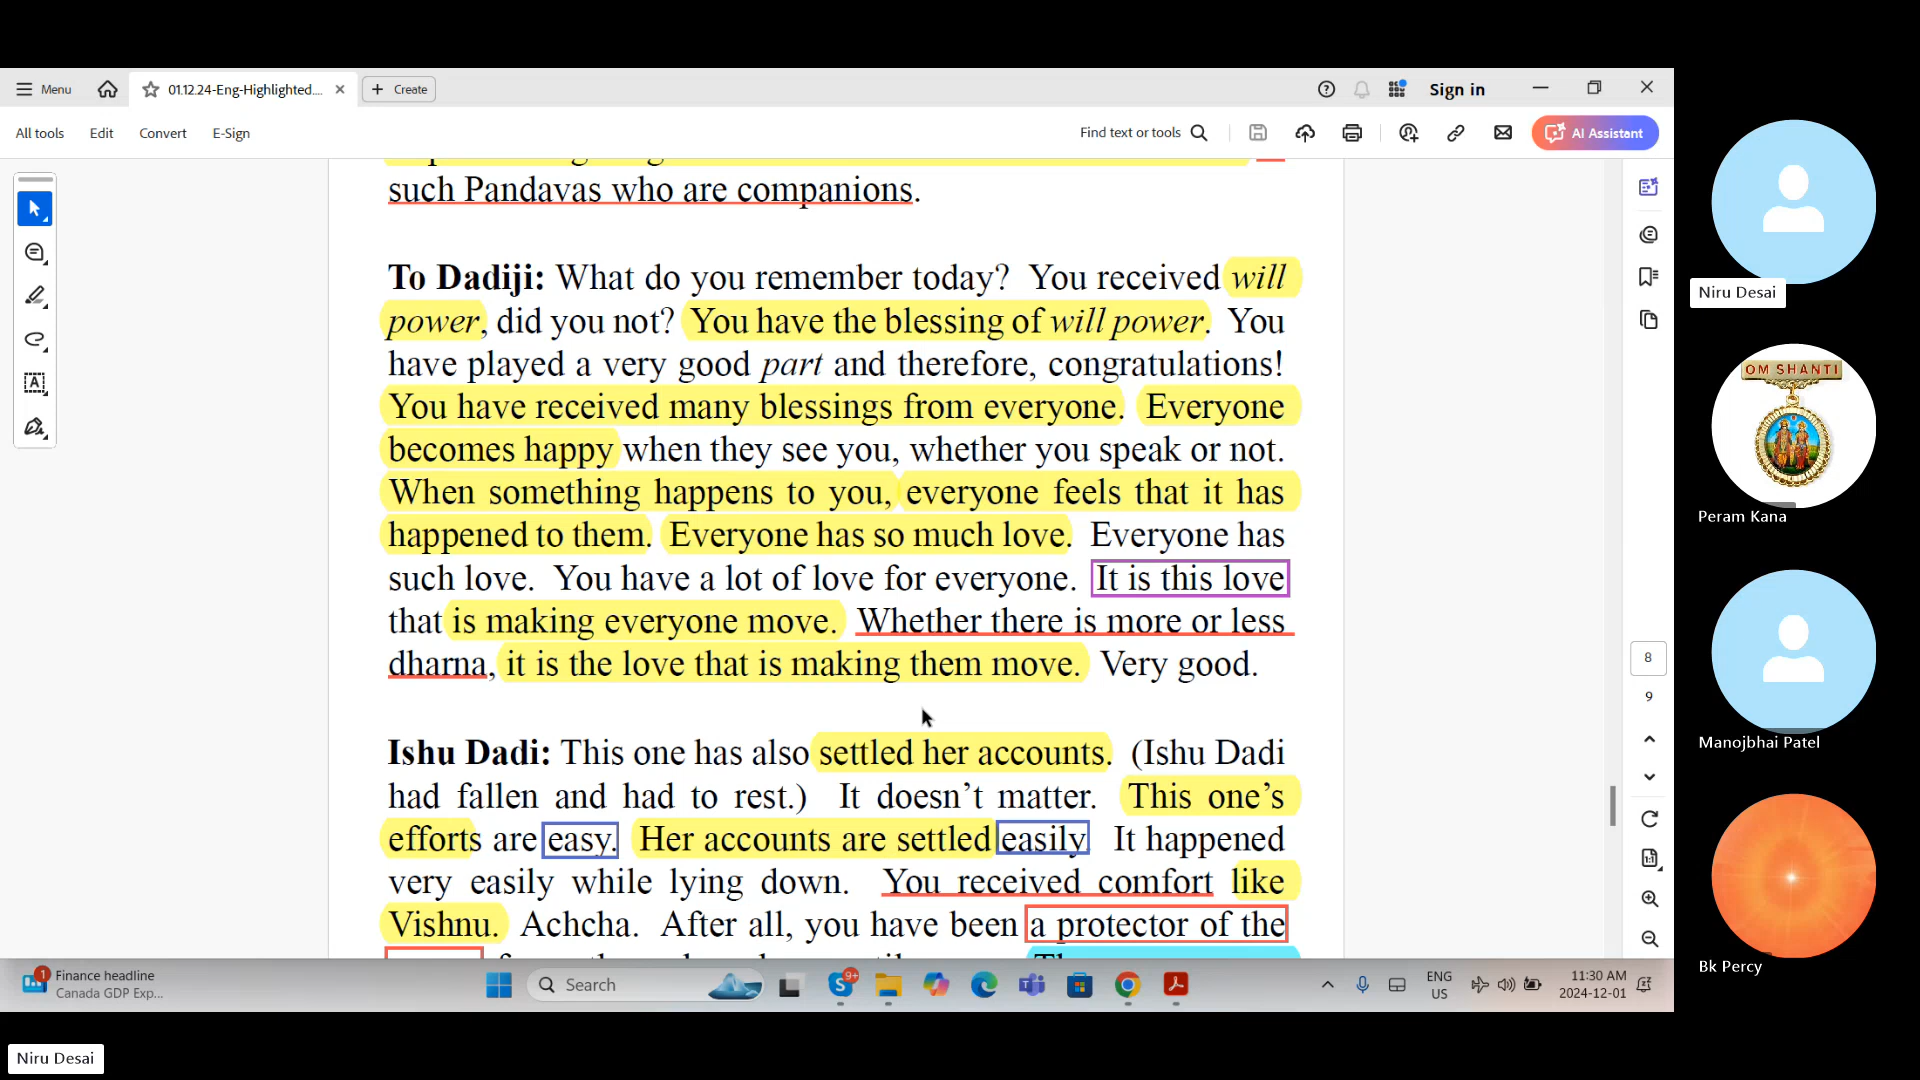 Menu
01.12.24-Eng-Highlighted....
Create
Sign in
All tools
Edit
Convert
E-Sign
Find text or tools
AI Assistant
such Pandavas who are companions.
To Dadiji: What do you remember today? You received will
power, did you not? You have the blessing of will power. You
have played a very good part and therefore, congratulations!
You have received many blessings from everyone. Everyone
becomes happy when they see you, whether you speak or not.
When something happens to you, everyone feels that it has
happened to them. Everyone has so much love. Everyone has
such love. You have a lot of love for everyone. It is this love
that is making everyone move. Whether there is more or less
dharna, it is the love that is making them move. Very good.
Ishu Dadi: This one has also settled her accounts. (Ishu Dadi
had fallen and had to rest.) It doesn't matter. This one's
efforts are easy. Her accounts are settled easily. It happened
very easily while lying down. You received comfort like
Vishnu. Achcha. After all, you have been a protector of the
8
9
1
Finance headline
Canada GDP Exp...
Search
9+
ENG
US
11:30 AM
2024-12-01
Niru Desai
OM SHANTI
Peram Kana
Manojbhai Patel
Bk Percy
Niru Desai